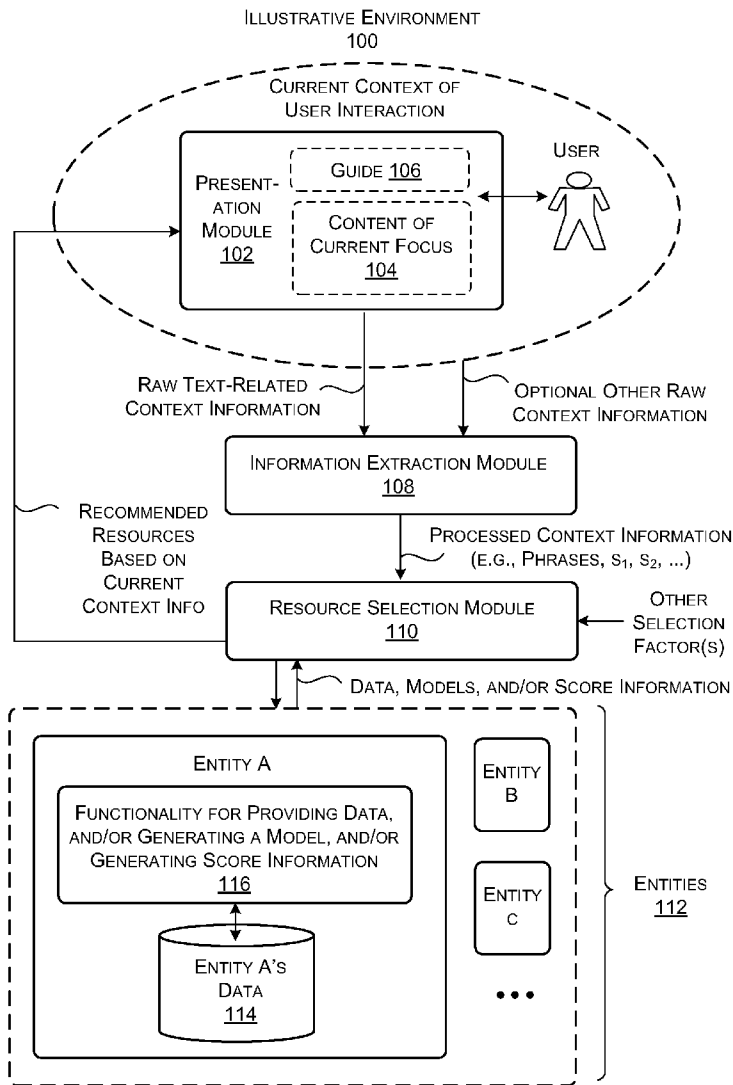 Illustrative Environment
100
Current Context of
User Interaction
Present-
ation
Module
102
Guide 106
Content of
Current Focus
104
User
Raw Text-Related
Context Information
Optional Other Raw
Context Information
Information Extraction Module
108
Recommended
Resources
Based on
Current
Context Info
Processed Context Information
(e.g., Phrases, s₁, s₂, ...)
Resource Selection Module
110
Other
Selection
Factor(s)
Data, Models, and/or Score Information
Entity A
Functionality for Providing Data,
and/or Generating a Model, and/or
Generating Score Information
116
Entity A's
Data
114
Entity
B
Entity
C
Entities
112